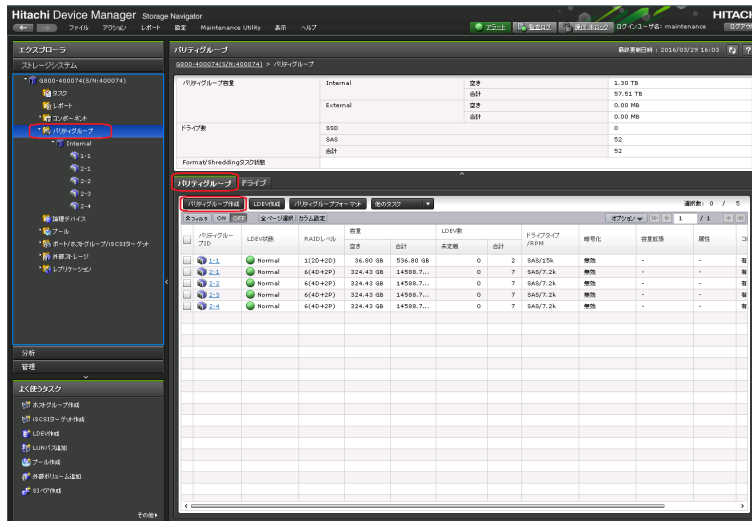 Hitachi Device Manager Storage Navigator
HITACHI
ファイル アクション レポート 設定 Maintenance Utility 表示 ヘルプ
アラート 監査ログ ログインユーザ名: maintenance
エクスプローラ
ストレージシステム
G800-400074(S/N:400074)
タスク
レポート
コンポーネント
パリティグループ
Internal
1-1
2-1
2-2
2-3
2-4
論理デバイス
プール
ポート/ホストグループ/iSCSIターゲット
外部ストレージ
レプリケーション
分析
管理
よく使うタスク
ホストグループ作成
iSCSIターゲット作成
LDEV作成
LUNパス追加
プール作成
外部ボリューム追加
SIペア作成
その他
パリティグループ
最終更新日時 : 2016/03/29 16:03
G800-400074(S/N:400074) > パリティグループ
パリティグループ容量 Internal 空き 1.30 TB
合計 57.51 TB
External 空き 0.00 MB
合計 0.00 MB
ドライブ数 SSD 0
SAS 52
合計 52
Format/Shreddingタスク状態
パリティグループ ドライブ
パリティグループ作成 LDEV作成 パリティグループフォーマット 他のタスク 選択数: 0 / 5
フィルタ ON OFF 全ページ選択 カラム設定 オプション 1 / 1
パリティグループID LDEV状態 RAIDレベル 容量 空き 合計 LDEV数 未定義 合計 ドライブタイプ/RPM 暗号化 容量拡張 属性
1-1 Normal 1(2D+2D) 36.80 GB 536.80 GB 0 2 SAS/15k 無効 - - 有
2-1 Normal 6(4D+2P) 324.43 GB 14588.7... 0 7 SAS/7.2k 無効 - - 有
2-2 Normal 6(4D+2P) 324.43 GB 14588.7... 0 7 SAS/7.2k 無効 - - 有
2-3 Normal 6(4D+2P) 324.43 GB 14588.7... 0 7 SAS/7.2k 無効 - - 有
2-4 Normal 6(4D+2P) 324.43 GB 14588.7... 0 7 SAS/7.2k 無効 - - 有